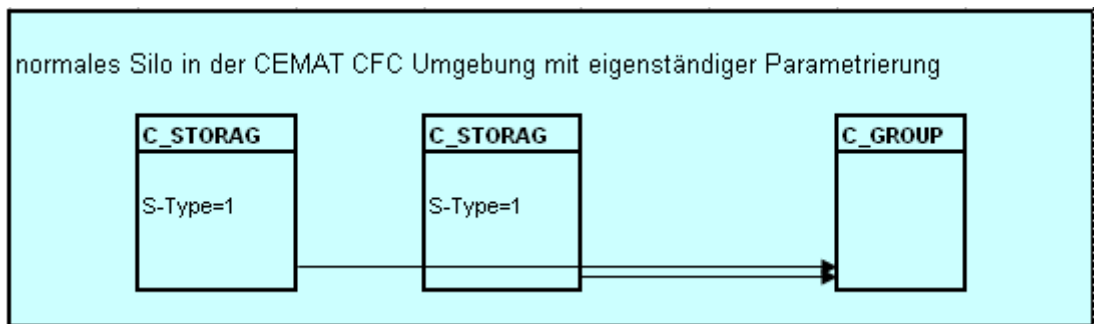 normales Silo in der CEMAT CFC Umgebung mit eigenständiger Parametrierung
C_STORAG
S-Type=1
C_STORAG
S-Type=1
C_GROUP